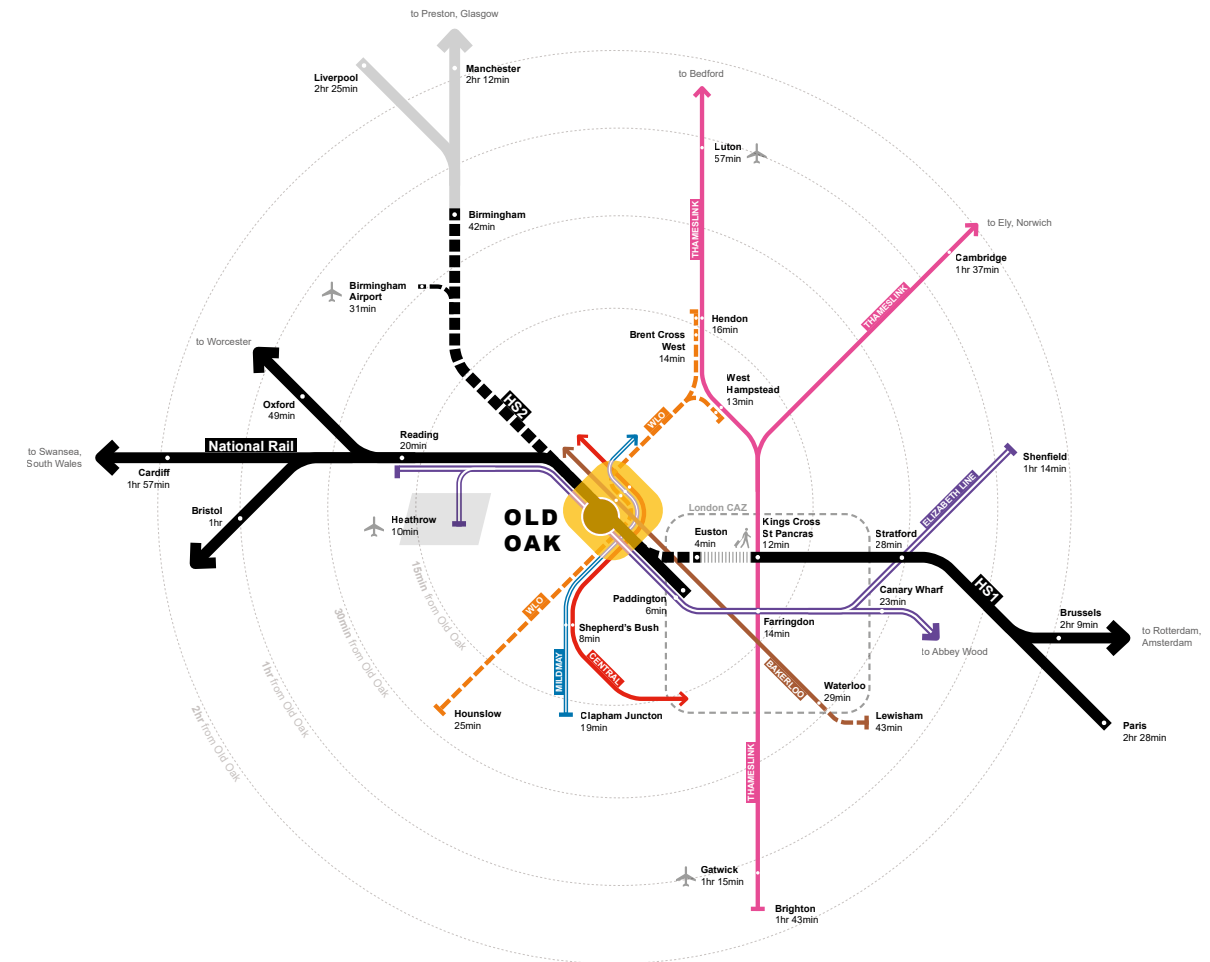 to Preston, Glasgow
Liverpool
2hr 25min
Manchester
2hr 12min
to Bedford
Luton
57min
THAMESLINK
Birmingham
42min
to Ely, Norwich
Cambridge
1hr 37min
THAMESLINK
Birmingham
Airport
31min
Hendon
16min
Brent Cross
West
14min
to Worcester
West
Hampstead
13min
Oxford
49min
HS2
WLO
National Rail
Reading
20min
to Swansea,
South Wales
Cardiff
1hr 57min
Shenfield
1hr 14min
ELIZABETH LINE
Bristol
1hr
Heathrow
10min
OLD
OAK
London CAZ
Euston
4min
Kings Cross
St Pancras
12min
Stratford
28min
15min from Old Oak
30min from Old Oak
1hr from Old Oak
2hr from Old Oak
WLO
Paddington
6min
Canary Wharf
23min
HS1
Farringdon
14min
Brussels
2hr 9min
to Rotterdam,
Amsterdam
to Abbey Wood
Shepherd's Bush
8min
MILDMAY
CENTRAL
BAKERLOO
Waterloo
29min
Hounslow
25min
Clapham Juncton
19min
Lewisham
43min
Paris
2hr 28min
THAMESLINK
Gatwick
1hr 15min
Brighton
1hr 43min